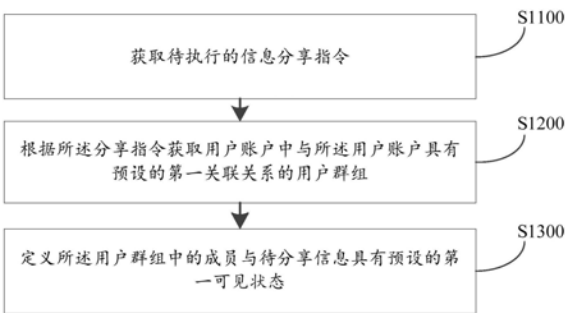 S1100
获取待执行的信息分享指令
S1200
根据所述分享指令获取用户账户中与所述用户账户具有
预设的第一关联关系的用户群组
S1300
定义所述用户群组中的成员与待分享信息具有预设的第
一可见状态